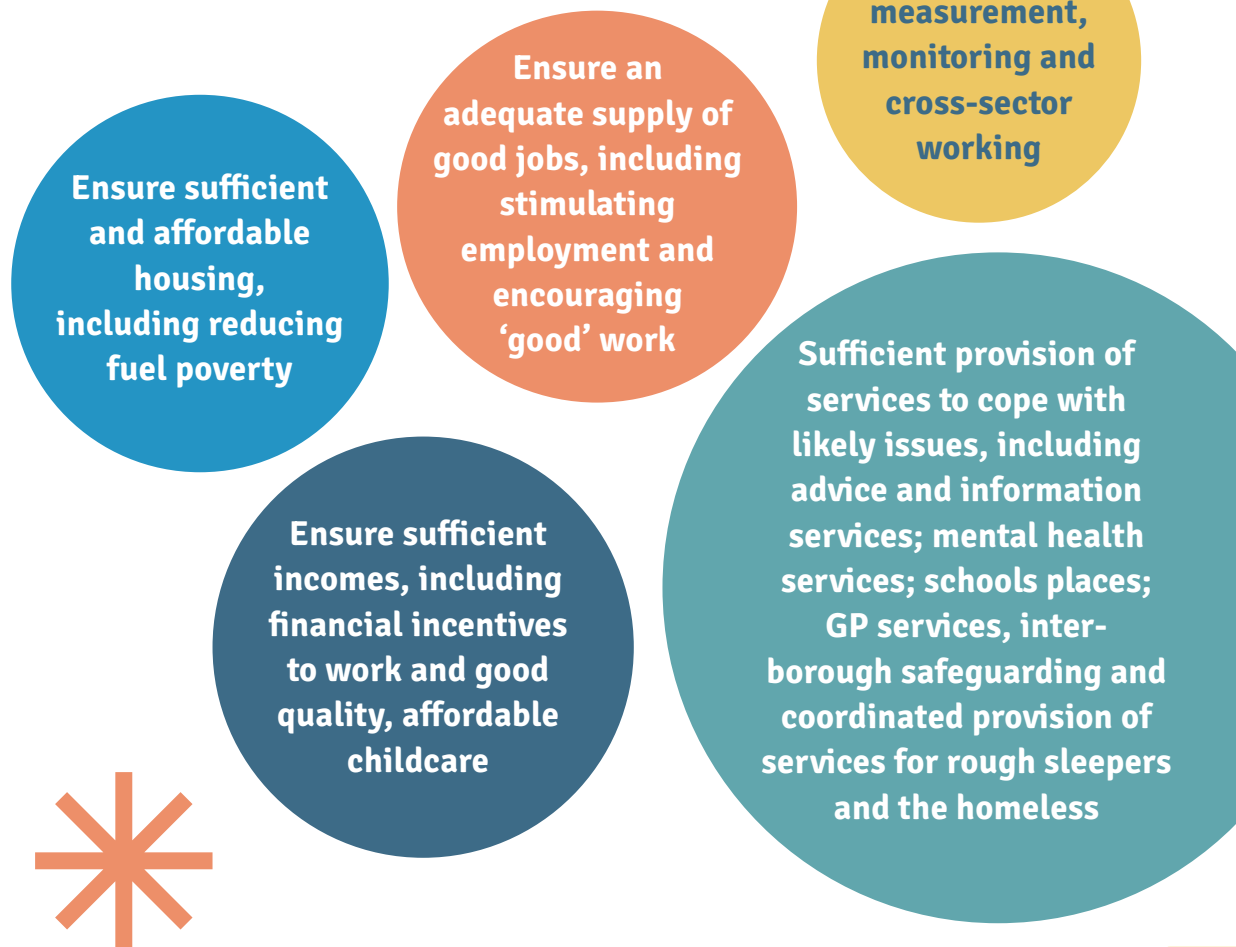 measurement,
monitoring and
cross-sector
working
Ensure an
adequate supply of
good jobs, including
stimulating
employment and
encouraging
‘good’ work
Ensure sufficient
and affordable
housing,
including reducing
fuel poverty
Sufficient provision of
services to cope with
likely issues, including
advice and information
services; mental health
services; schools places;
GP services, inter-
borough safeguarding and
coordinated provision of
services for rough sleepers
and the homeless
Ensure sufficient
incomes, including
financial incentives
to work and good
quality, affordable
childcare